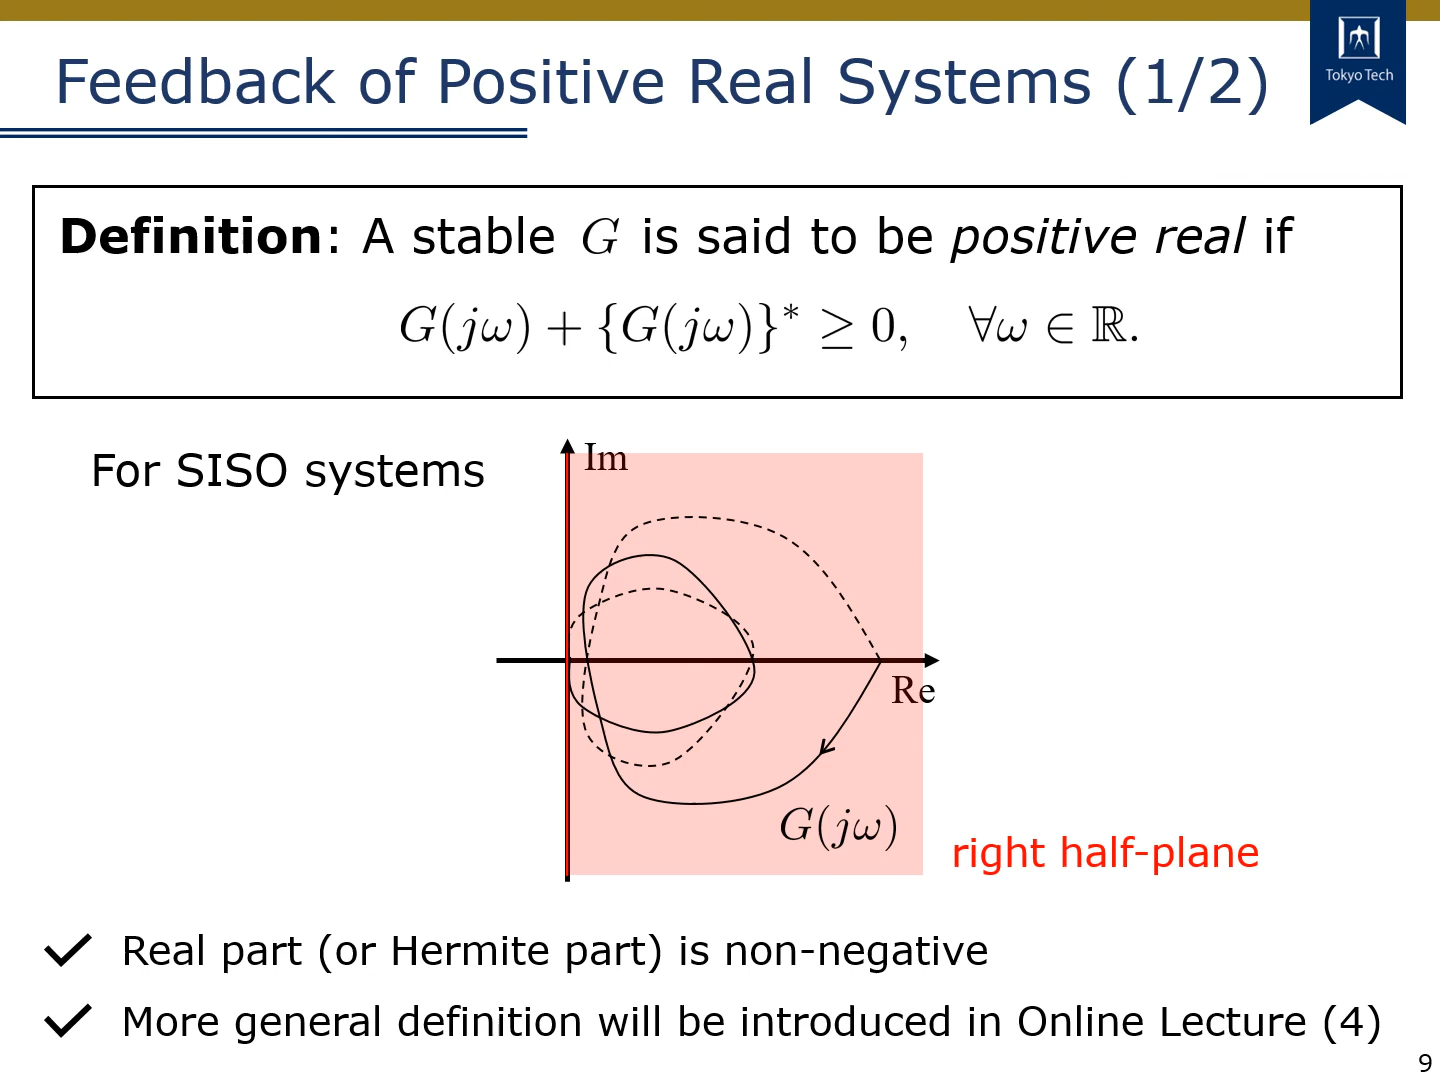 Feedback of Positive Real Systems (1/2)
Tokyo Tech
Definition: A stable G is said to be positive real if
G(jω) + {G(jω)}* ≥ 0, ∀ω ∈ ℝ.
For SISO systems
Im
Re
G(jω)
right half-plane
✓ Real part (or Hermite part) is non-negative
✓ More general definition will be introduced in Online Lecture (4)
9